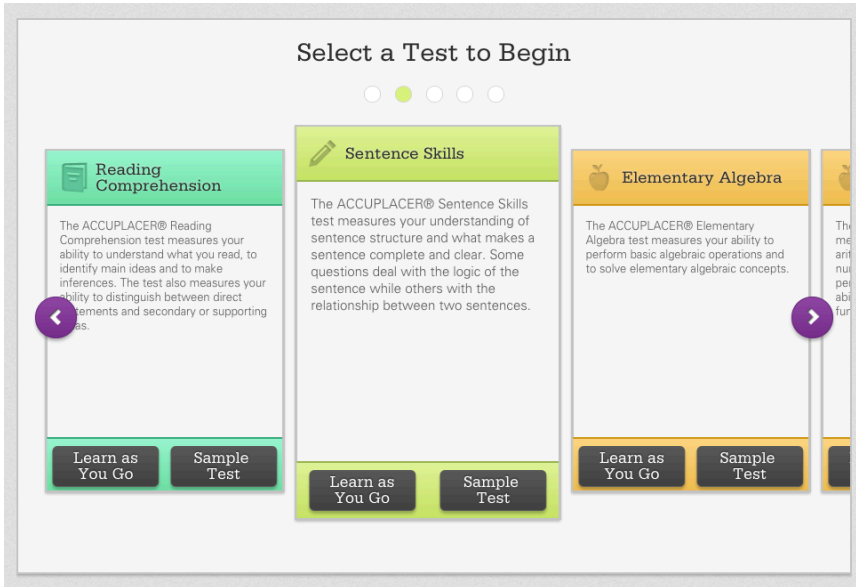 Select a Test to Begin
Reading
Comprehension
The ACCUPLACER® Reading
Comprehension test measures your
ability to understand what you read, to
identify main ideas and to make
inferences. The test also measures your
ability to distinguish between direct
and secondary or supporting
Learn as
You Go
Sample
Test
Sentence Skills
The ACCUPLACER® Sentence Skills
test measures your understanding of
sentence structure and what makes a
sentence complete and clear. Some
questions deal with the logic of the
sentence while others with the
relationship between two sentences.
Learn as
You Go
Sample
Test
Elementary Algebra
The ACCUPLACER® Elementary
Algebra test measures your ability to
perform basic algebraic operations and
to solve elementary algebraic concepts.
Learn as
You Go
Sample
Test